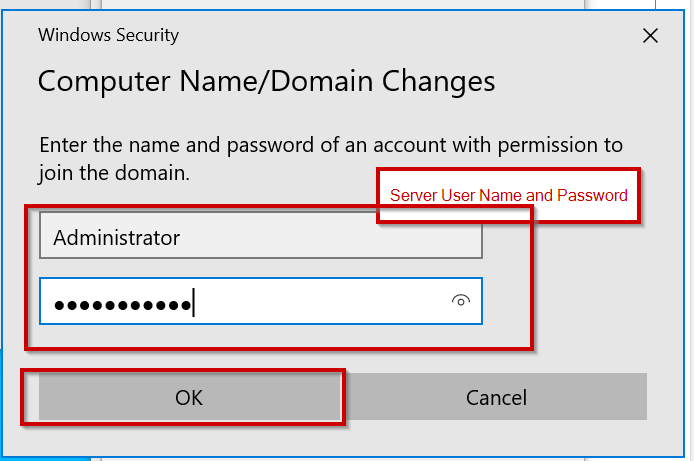 Windows Security
Computer Name/Domain Changes
Enter the name and password of an account with permission to
join the domain.
Server User Name and Password
Administrator
●●●●●●●●●●●
OK
Cancel